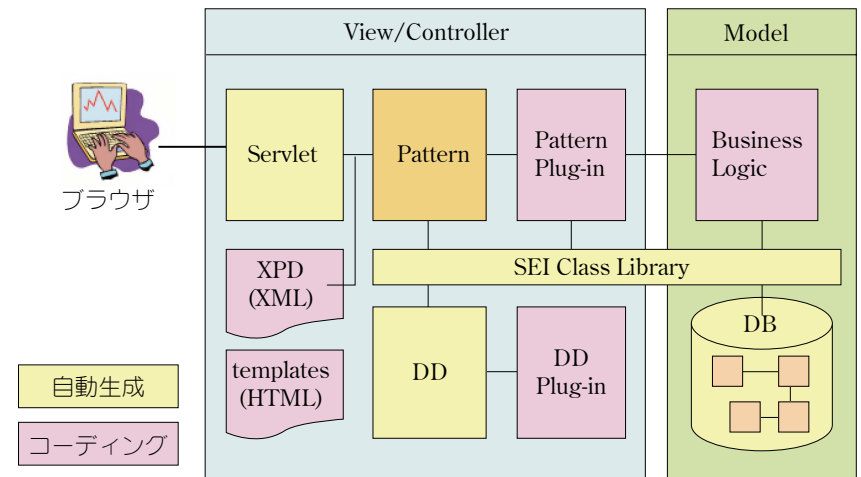 View/Controller
Model
ブラウザ
Servlet
Pattern
Pattern
Plug-in
Business
Logic
SEI Class Library
XPD
(XML)
templates
(HTML)
DD
DD
Plug-in
DB
自動生成
コーディング